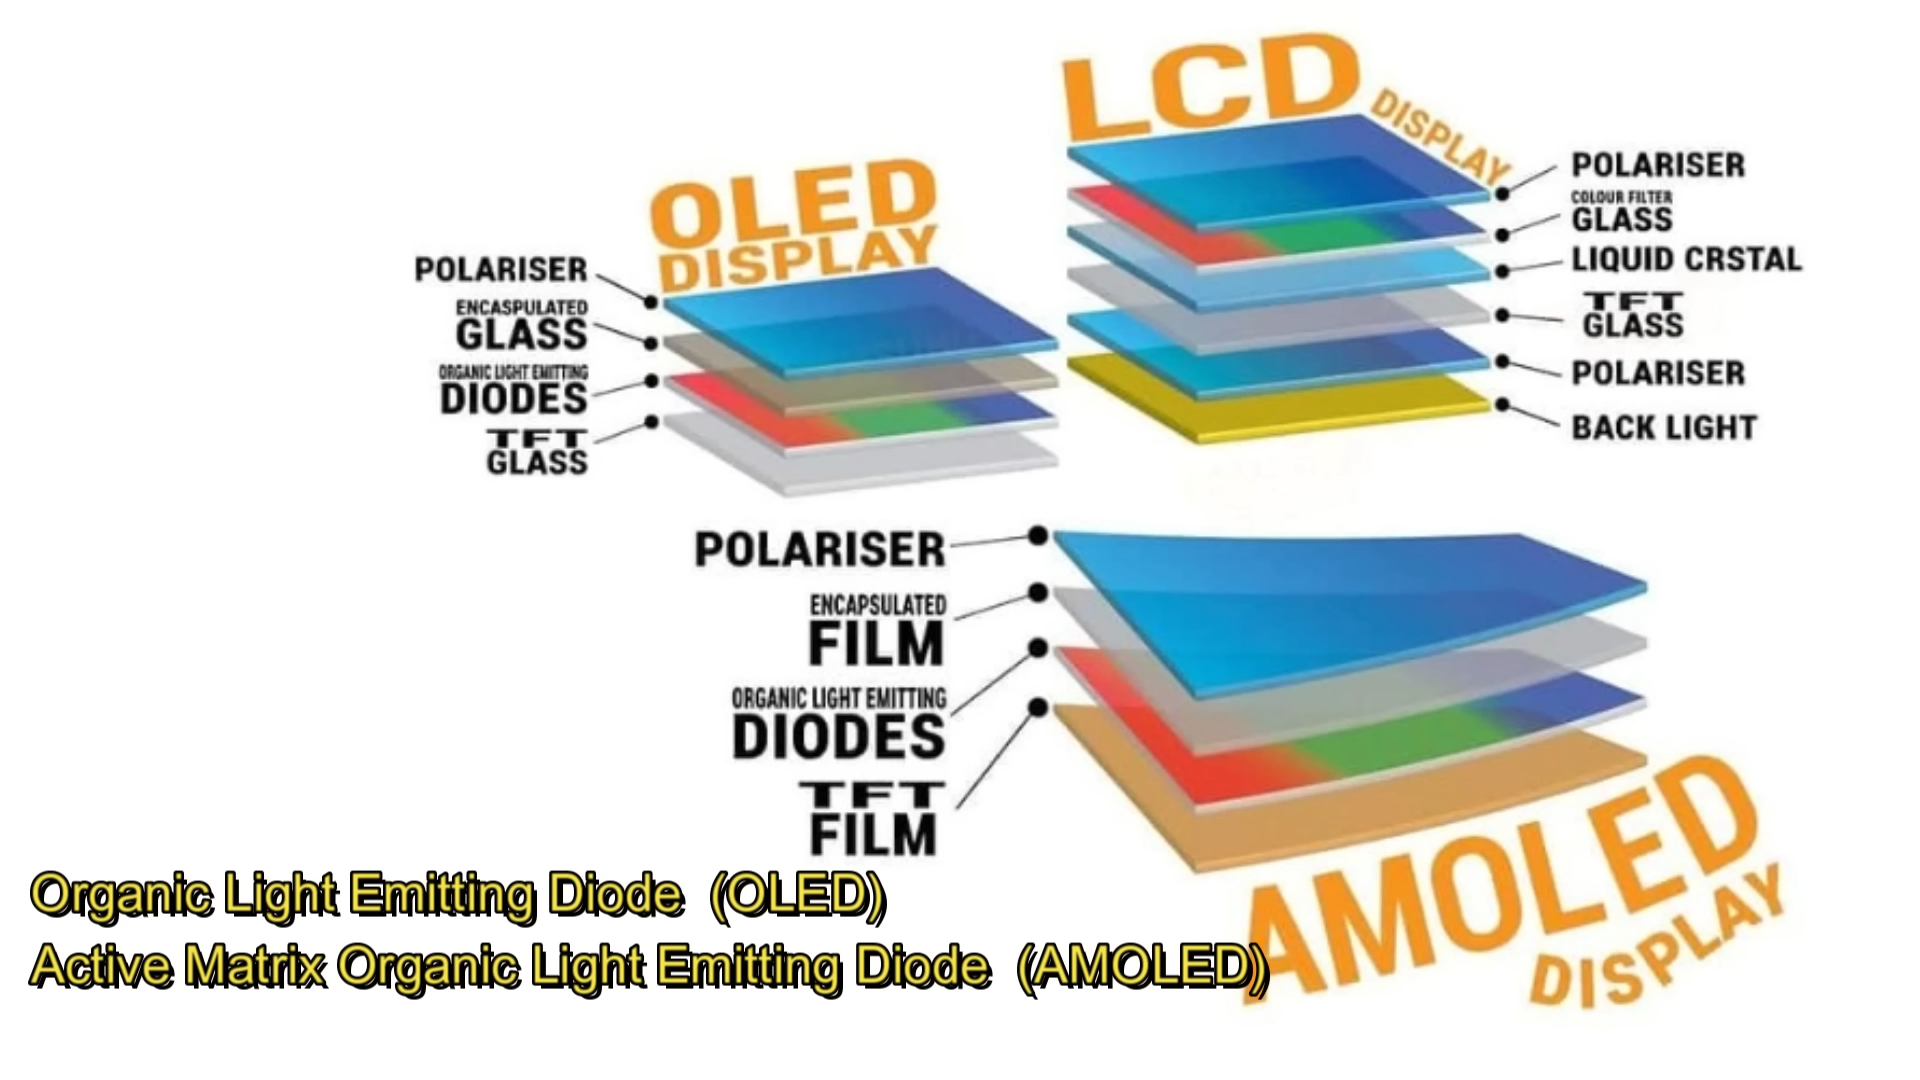 OLED
DISPLAY
POLARISER
ENCASPULATED
GLASS
ORGANIC LIGHT EMITTING
DIODES
TFT
GLASS
LCD
DISPLAY
POLARISER
COLOUR FILTER
GLASS
LIQUID CRSTAL
TFT
GLASS
POLARISER
BACK LIGHT
POLARISER
ENCAPSULATED
FILM
ORGANIC LIGHT EMITTING
DIODES
TFT
FILM
AMOLED
DISPLAY
Organic Light Emitting Diode (OLED)
Active Matrix Organic Light Emitting Diode (AMOLED)